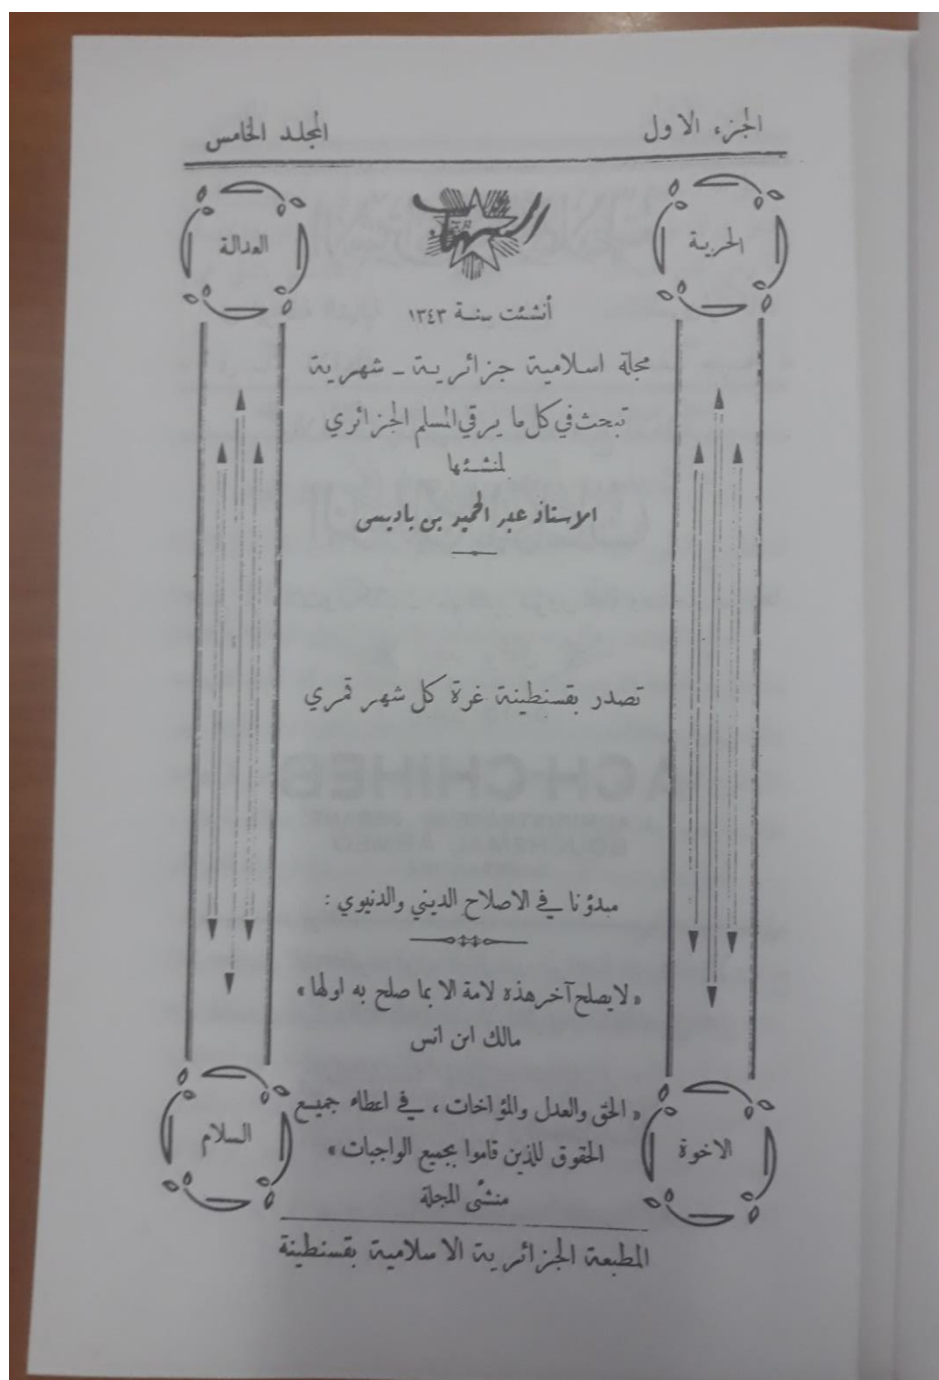 الجزء الاول
المجلد الخامس
الحرية
الشهاب
العدالة
أنشئت سنة ١٣٤٣
مجلة اسلامية جزائرية ـ شهرية
تبحث في كل ما يرقي المسلم الجزائري
لمنشئها
الاستاذ عبد الحميد بن باديس
تصدر بقسنطينة غرة كل شهر قمري
مبدؤنا في الاصلاح الديني والدنيوي :
« لا يصلح آخر هذه لامة الا بما صلح به اولها »
مالك ابن انس
« الحق والعدل والمؤاخات ، في اعطاء جميع
الحقوق للذين قاموا بجميع الواجبات »
منشئ المجلة
الاخوة
السلام
المطبعة الجزائرية الاسلامية بقسنطينة